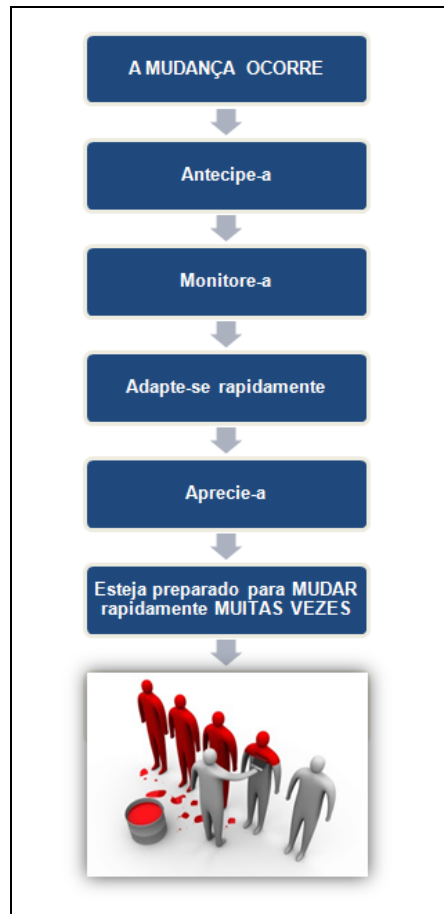 A MUDANÇA OCORRE
Antecipe-a
Monitore-a
Adapte-se rapidamente
Aprecie-a
Esteja preparado para MUDAR
rapidamente MUITAS VEZES